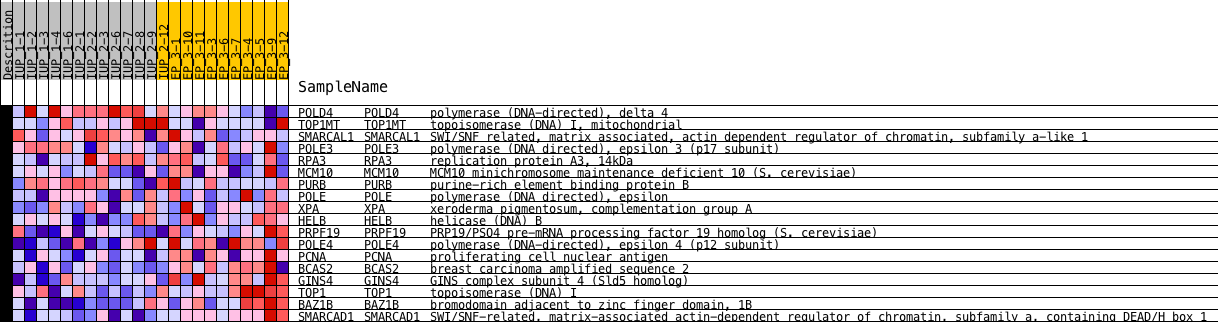 Descrition
IUP_1-1
IUP_1-2
IUP_1-3
IUP_1-4
IUP_1-6
IUP_2-1
IUP_2-2
IUP_2-3
IUP_2-6
IUP_2-7
IUP_2-8
IUP_2-9
IUP_2-12
EP_3-1
EP_3-10
EP_3-11
EP_3-3
EP_3-6
EP_3-7
EP_3-4
EP_3-5
EP_3-9
EP_3-12
SampleName
POLD4 POLD4 polymerase (DNA-directed), delta 4
TOP1MT TOP1MT topoisomerase (DNA) I, mitochondrial
SMARCAL1 SMARCAL1 SWI/SNF related, matrix associated, actin dependent regulator of chromatin, subfamily a-like 1
POLE3 POLE3 polymerase (DNA directed), epsilon 3 (p17 subunit)
RPA3 RPA3 replication protein A3, 14kDa
MCM10 MCM10 MCM10 minichromosome maintenance deficient 10 (S. cerevisiae)
PURB PURB purine-rich element binding protein B
POLE POLE polymerase (DNA directed), epsilon
XPA XPA xeroderma pigmentosum, complementation group A
HELB HELB helicase (DNA) B
PRPF19 PRPF19 PRP19/PSO4 pre-mRNA processing factor 19 homolog (S. cerevisiae)
POLE4 POLE4 polymerase (DNA-directed), epsilon 4 (p12 subunit)
PCNA PCNA proliferating cell nuclear antigen
BCAS2 BCAS2 breast carcinoma amplified sequence 2
GINS4 GINS4 GINS complex subunit 4 (Sld5 homolog)
TOP1 TOP1 topoisomerase (DNA) I
BAZ1B BAZ1B bromodomain adjacent to zinc finger domain, 1B
SMARCAD1 SMARCAD1 SWI/SNF-related, matrix-associated actin-dependent regulator of chromatin, subfamily a, containing DEAD/H box 1